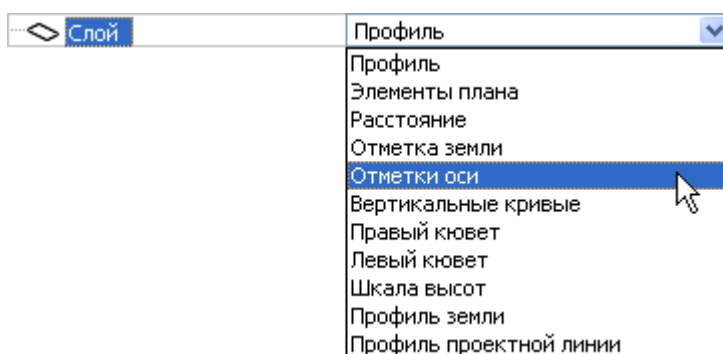 Слой Профиль
Профиль
Элементы плана
Расстояние
Отметка земли
Отметки оси
Вертикальные кривые
Правый кювет
Левый кювет
Шкала высот
Профиль земли
Профиль проектной линии